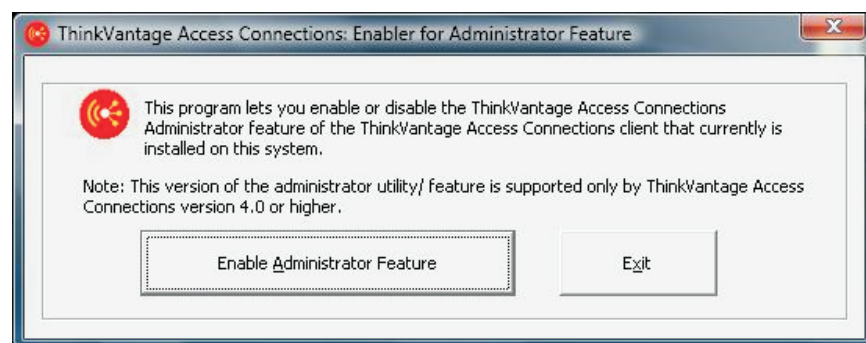 ThinkVantage Access Connections: Enabler for Administrator Feature
This program lets you enable or disable the ThinkVantage Access Connections
Administrator feature of the ThinkVantage Access Connections client that currently is
installed on this system.
Note: This version of the administrator utility/ feature is supported only by ThinkVantage Access
Connections version 4.0 or higher.
Enable Administrator Feature
Exit